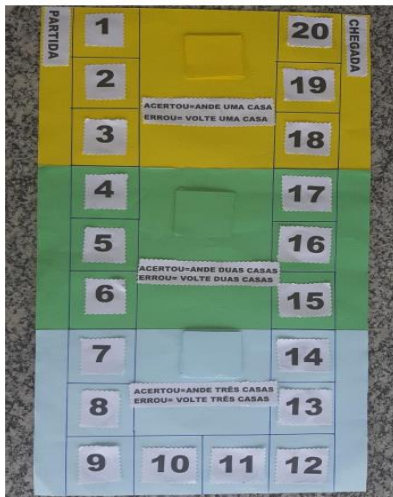 PARTIDA
1
2
3
4
5
6
7
8
9
10
11
12
13
14
15
16
17
18
19
20
CHEGADA
ACERTOU=ANDE UMA CASA
ERROU= VOLTE UMA CASA
ACERTOU=ANDE DUAS CASAS
ERROU= VOLTE DUAS CASAS
ACERTOU=ANDE TRÊS CASAS
ERROU= VOLTE TRÊS CASAS